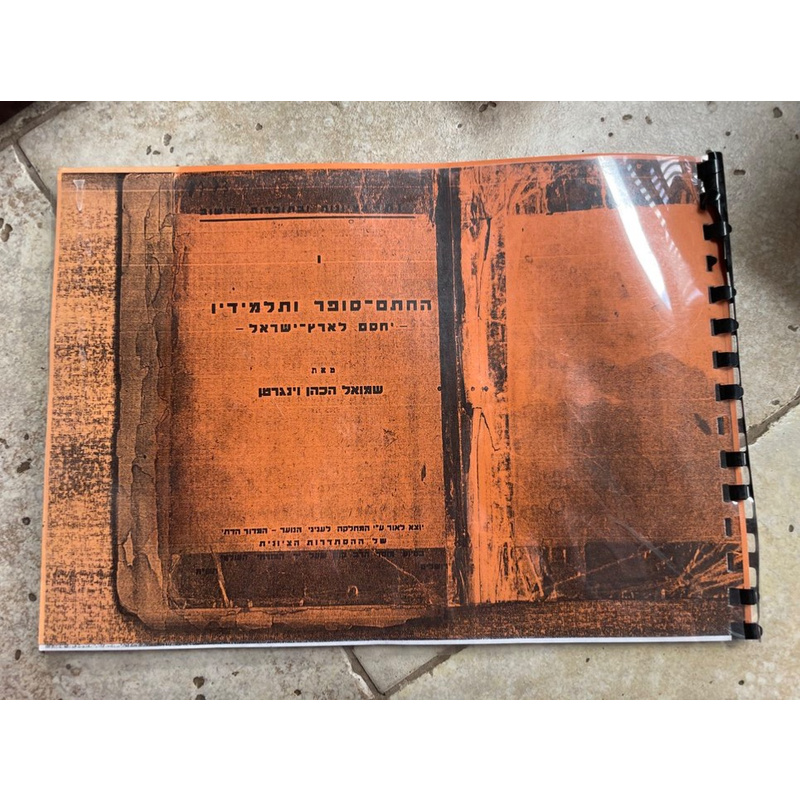 I
החתם-סופר ותלמידיו
- יחסם לארץ-ישראל -
מאת
שמואל הכהן וינגרטן
יוצא לאור ע"י המחלקה לעניני הנוער - המדור הדתי
של ההסתדרות הציונית